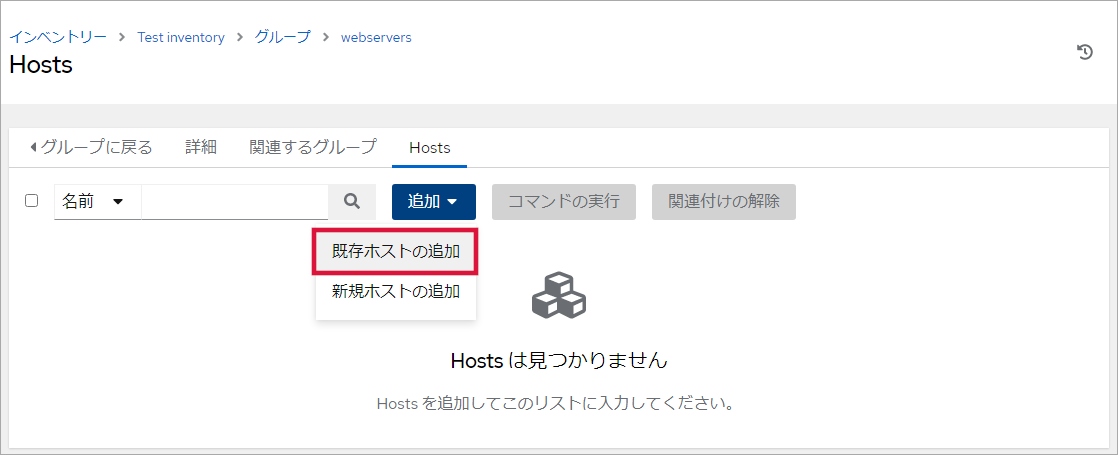 インベントリー > Test inventory > グループ > webservers
Hosts
グループに戻る 詳細 関連するグループ Hosts
名前 追加 コマンドの実行 関連付けの解除
既存ホストの追加
新規ホストの追加
Hosts は見つかりません
Hosts を追加してこのリストに入力してください。